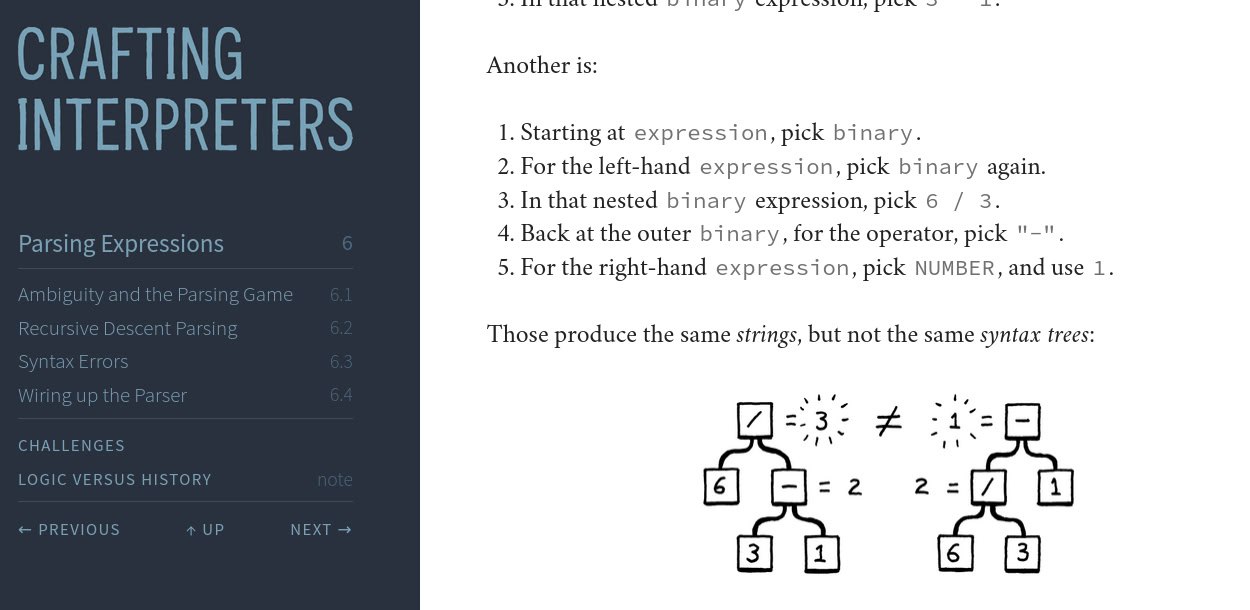 CRAFTING
INTERPRETERS
Parsing Expressions 6
Ambiguity and the Parsing Game 6.1
Recursive Descent Parsing 6.2
Syntax Errors 6.3
Wiring up the Parser 6.4
CHALLENGES
LOGIC VERSUS HISTORY note
← PREVIOUS ↑ UP NEXT →
5. In that nested binary expression, pick 3 - 1.
Another is:
1. Starting at expression, pick binary.
2. For the left-hand expression, pick binary again.
3. In that nested binary expression, pick 6 / 3.
4. Back at the outer binary, for the operator, pick "-".
5. For the right-hand expression, pick NUMBER, and use 1.
Those produce the same strings, but not the same syntax trees:
/ = 3 ≠ 1 = -
6 - = 2 2 = / 1
3 1 6 3